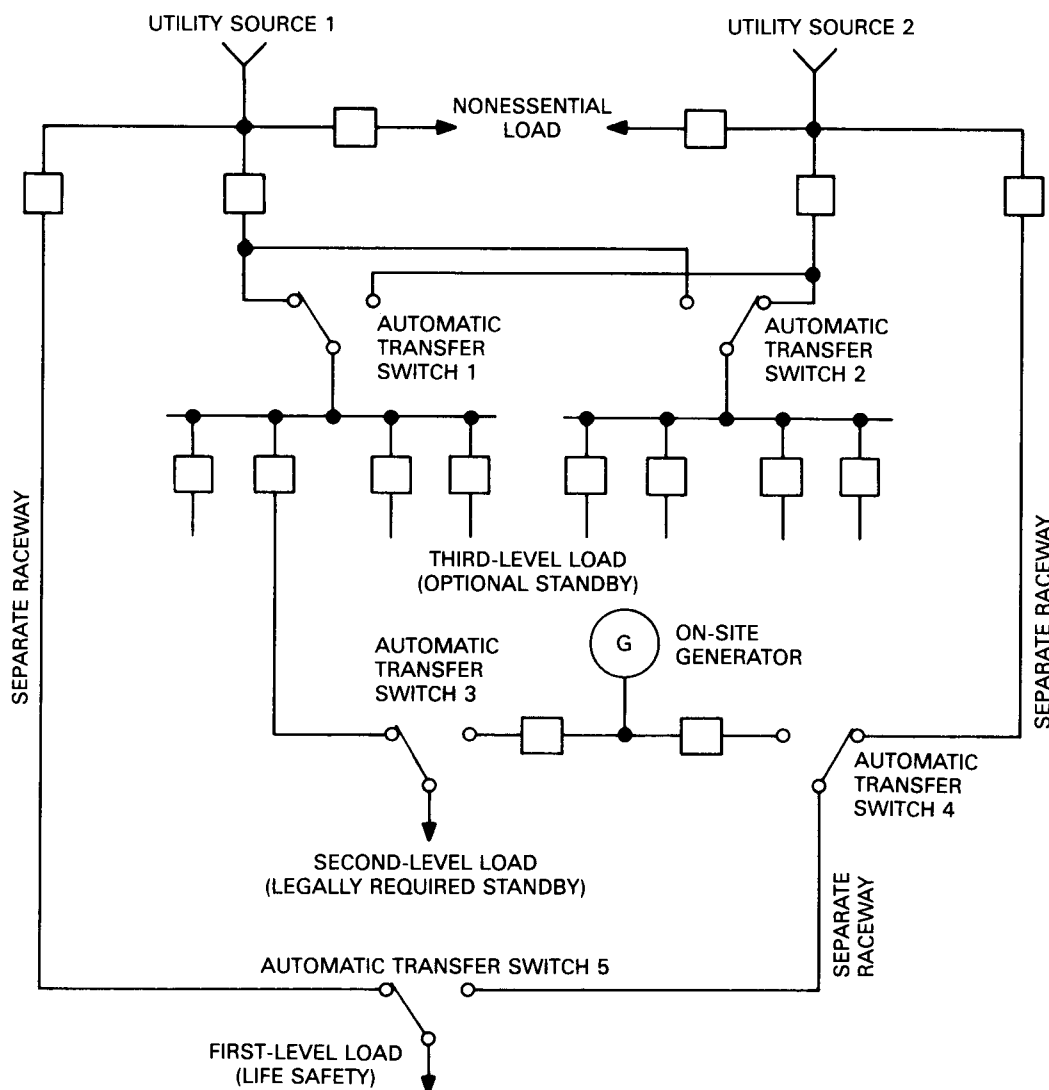 UTILITY SOURCE 1
UTILITY SOURCE 2
NONESSENTIAL
LOAD
AUTOMATIC
TRANSFER
SWITCH 1
AUTOMATIC
TRANSFER
SWITCH 2
THIRD-LEVEL LOAD
(OPTIONAL STANDBY)
SEPARATE RACEWAY
SEPARATE RACEWAY
AUTOMATIC
TRANSFER
SWITCH 3
G
ON-SITE
GENERATOR
AUTOMATIC
TRANSFER
SWITCH 4
SECOND-LEVEL LOAD
(LEGALLY REQUIRED STANDBY)
SEPARATE
RACEWAY
AUTOMATIC TRANSFER SWITCH 5
FIRST-LEVEL LOAD
(LIFE SAFETY)